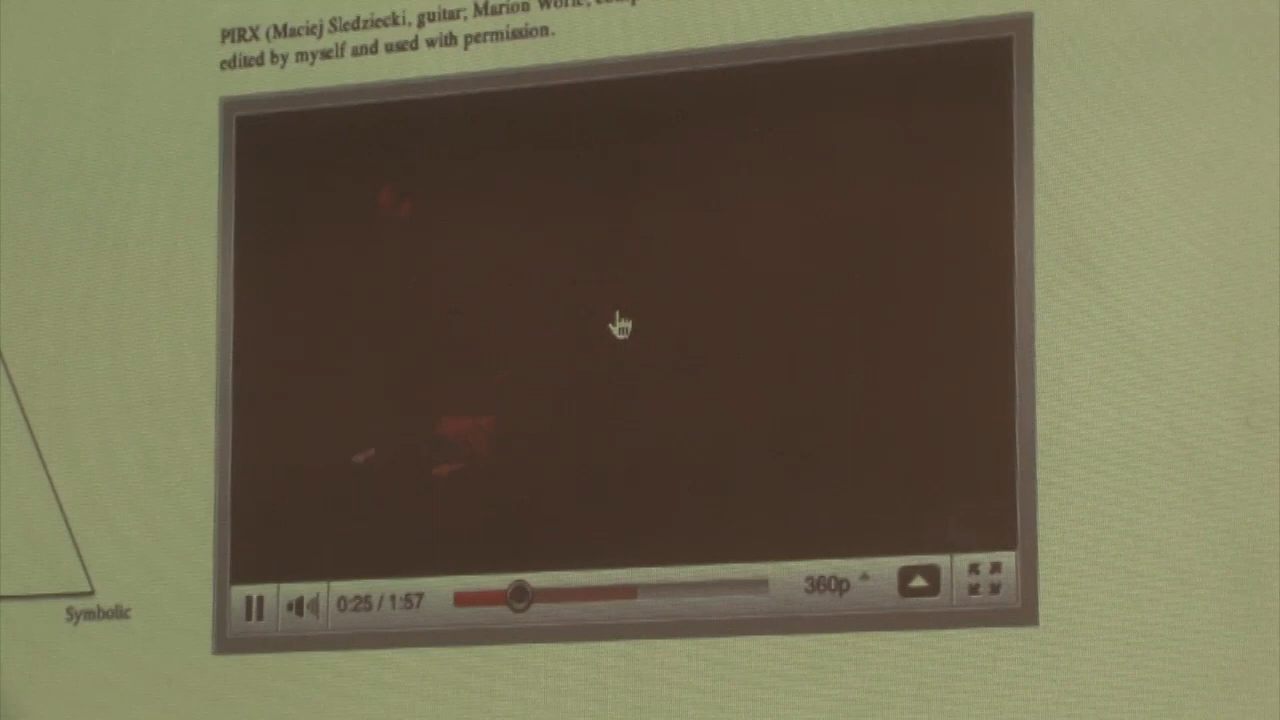 PIRX (Maciej Sledziecki, guitar; Marion
edited by myself and used with permission.
0:25 / 1:57
360p
Symbolic